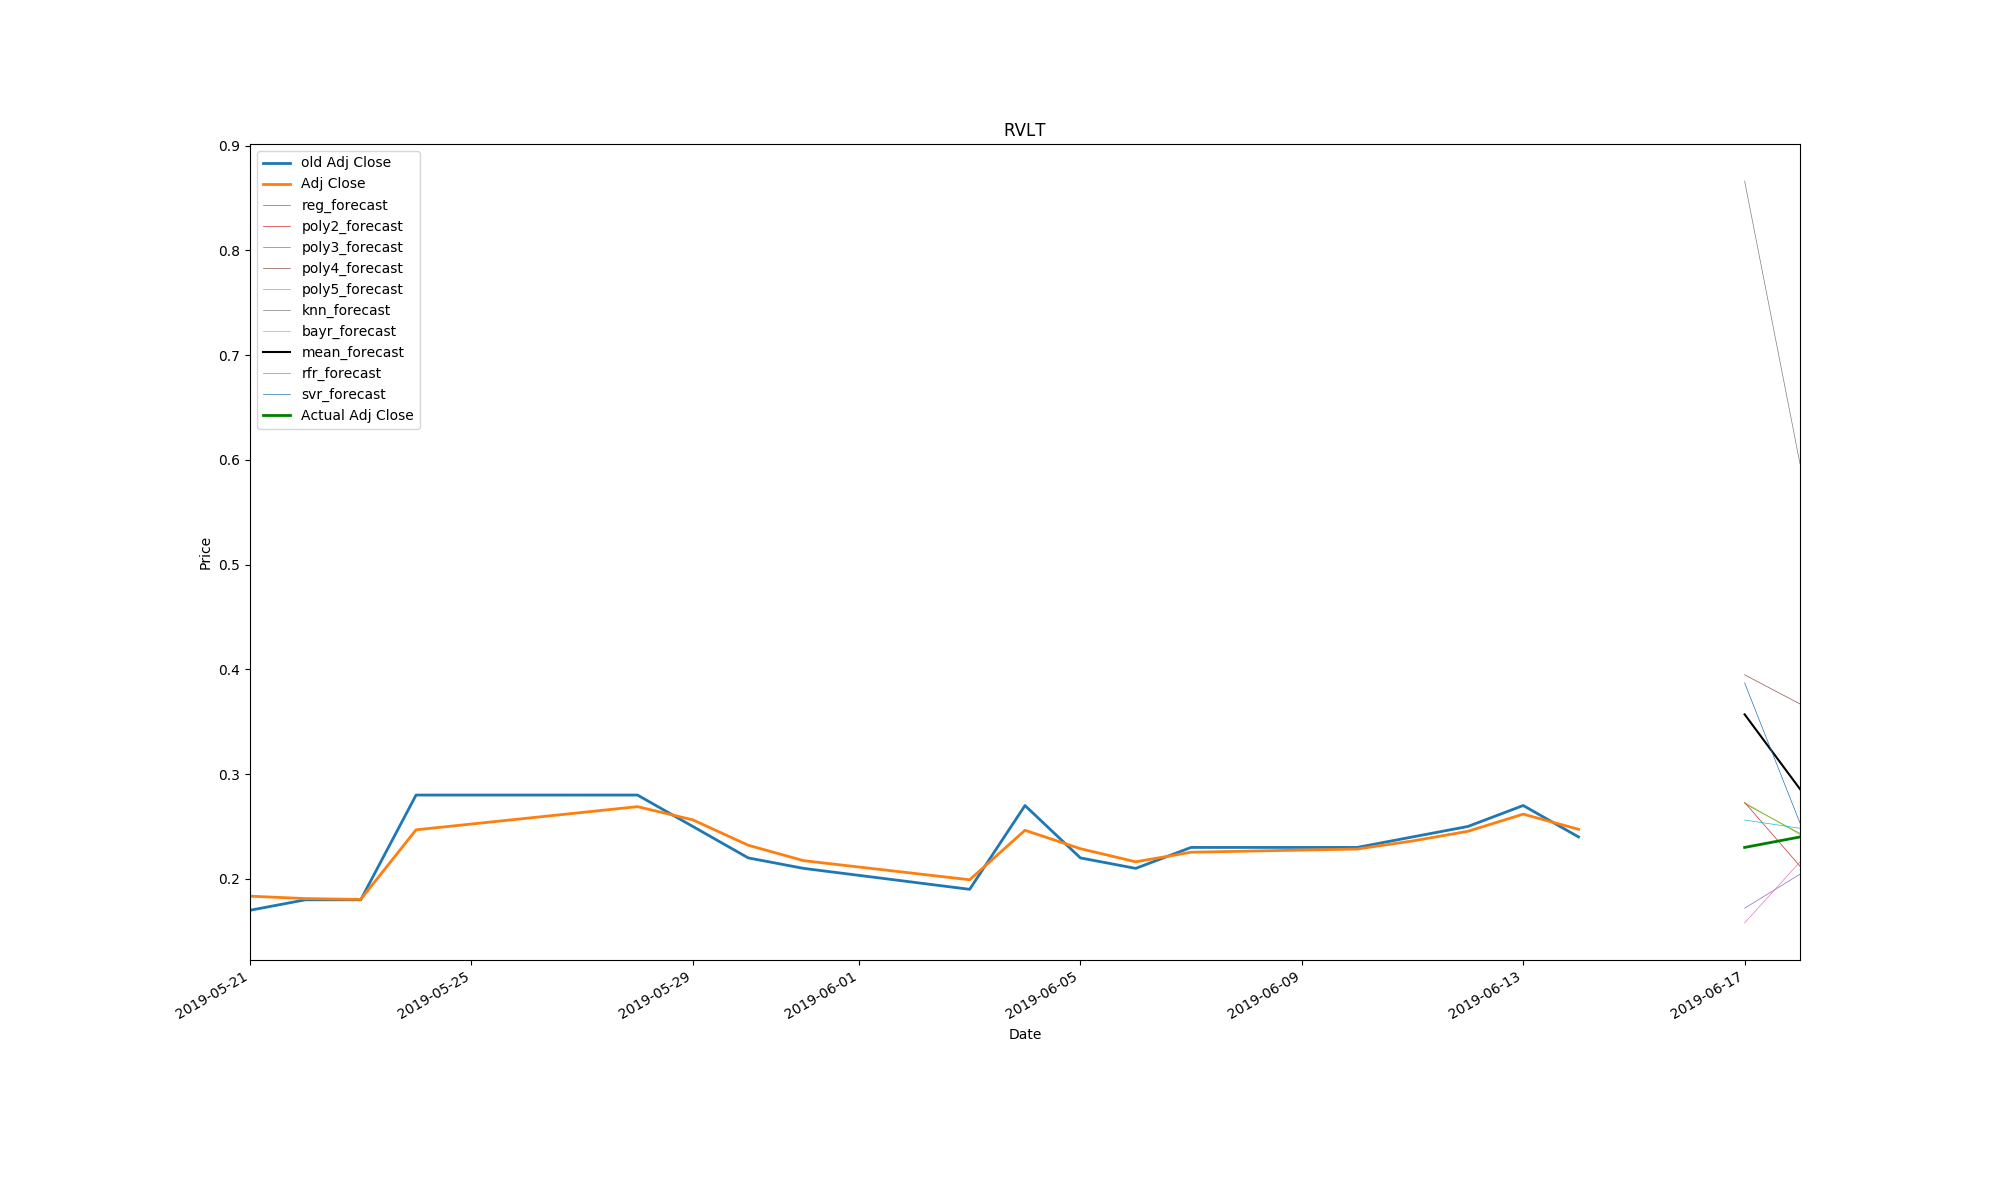 RVLT
0.9
0.8
0.7
0.6
0.5
0.4
0.3
0.2
Price
old Adj Close
Adj Close
reg_forecast
poly2_forecast
poly3_forecast
poly4_forecast
poly5_forecast
knn_forecast
bayr_forecast
mean_forecast
rfr_forecast
svr_forecast
Actual Adj Close
2019-05-21
2019-05-25
2019-05-29
2019-06-01
2019-06-05
2019-06-09
2019-06-13
2019-06-17
Date